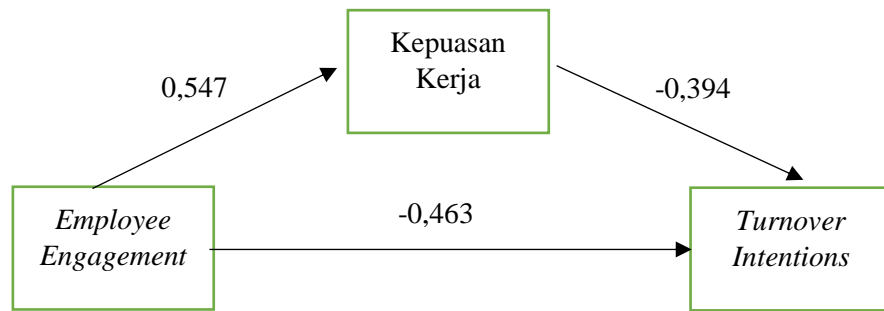 Kepuasan
Kerja
0,547
-0,394
Employee
Engagement
-0,463
Turnover
Intentions